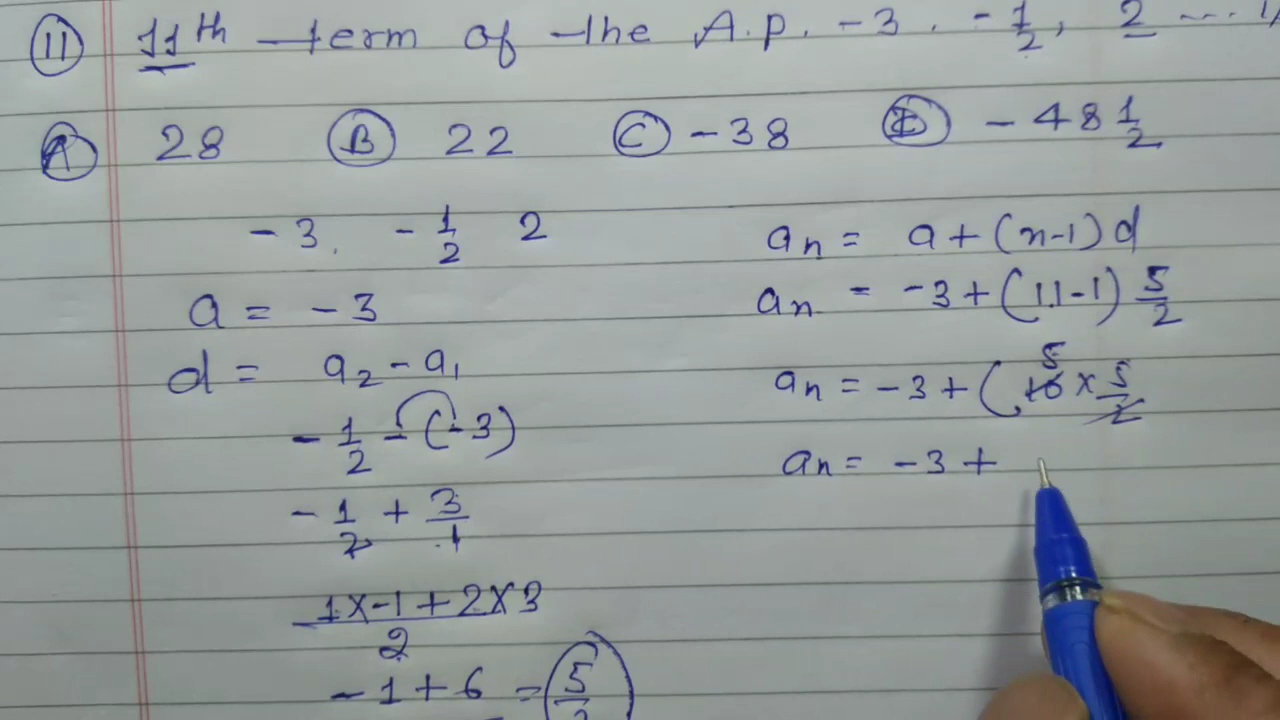 (ii) 11th term of the A.p. -3. -1/2, 2 ....
(A) 28 (B) 22 (C) -38 (D) -48 1/2
-3. -1/2 2
a = -3
d = a₂ - a₁
-1/2 - (-3)
-1/2 + 3/1
1×-1+2×3/2
-1+6 = 5/2
aₙ = a + (n-1)d
aₙ = -3 + (11-1) 5/2
aₙ = -3 + (10 5 × 5/2
aₙ = -3 +